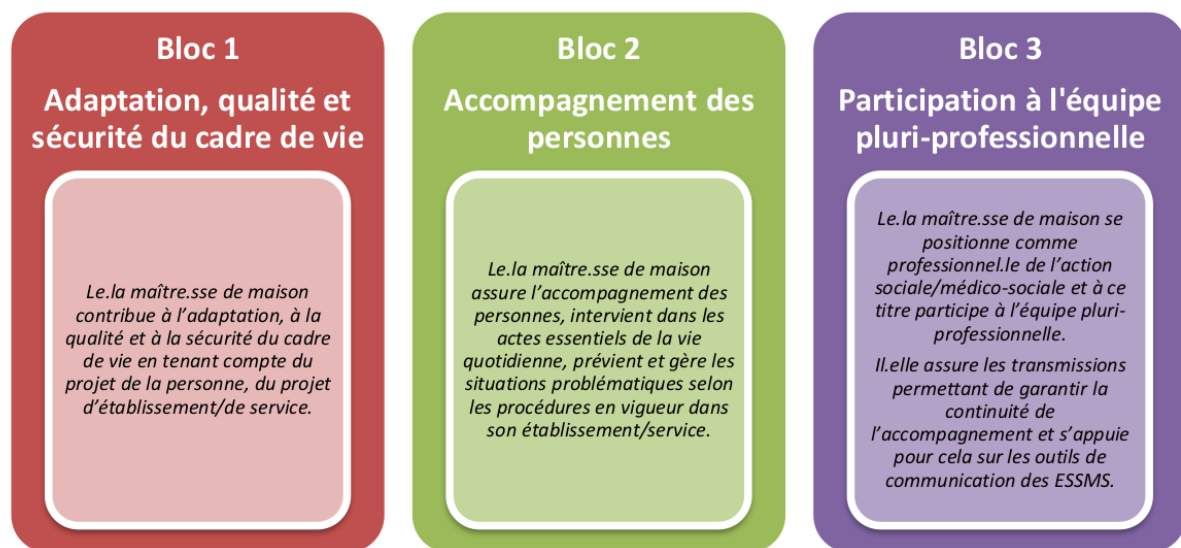 Bloc 1
Adaptation, qualité et
sécurité du cadre de vie
Le.la maître.sse de maison
contribue à l'adaptation, à la
qualité et à la sécurité du cadre
de vie en tenant compte du
projet de la personne, du projet
d'établissement/de service.
Bloc 2
Accompagnement des
personnes
Le.la maître.sse de maison
assure l'accompagnement des
personnes, intervient dans les
actes essentiels de la vie
quotidienne, prévient et gère les
situations problématiques selon
les procédures en vigueur dans
son établissement/service.
Bloc 3
Participation à l'équipe
pluri-professionnelle
Le.la maître.sse de maison se
positionne comme
professionnel.le de l'action
sociale/médico-sociale et à ce
titre participe à l'équipe pluri-
professionnelle.
Il.elle assure les transmissions
permettant de garantir la
continuité de
l'accompagnement et s'appuie
pour cela sur les outils de
communication des ESSMS.